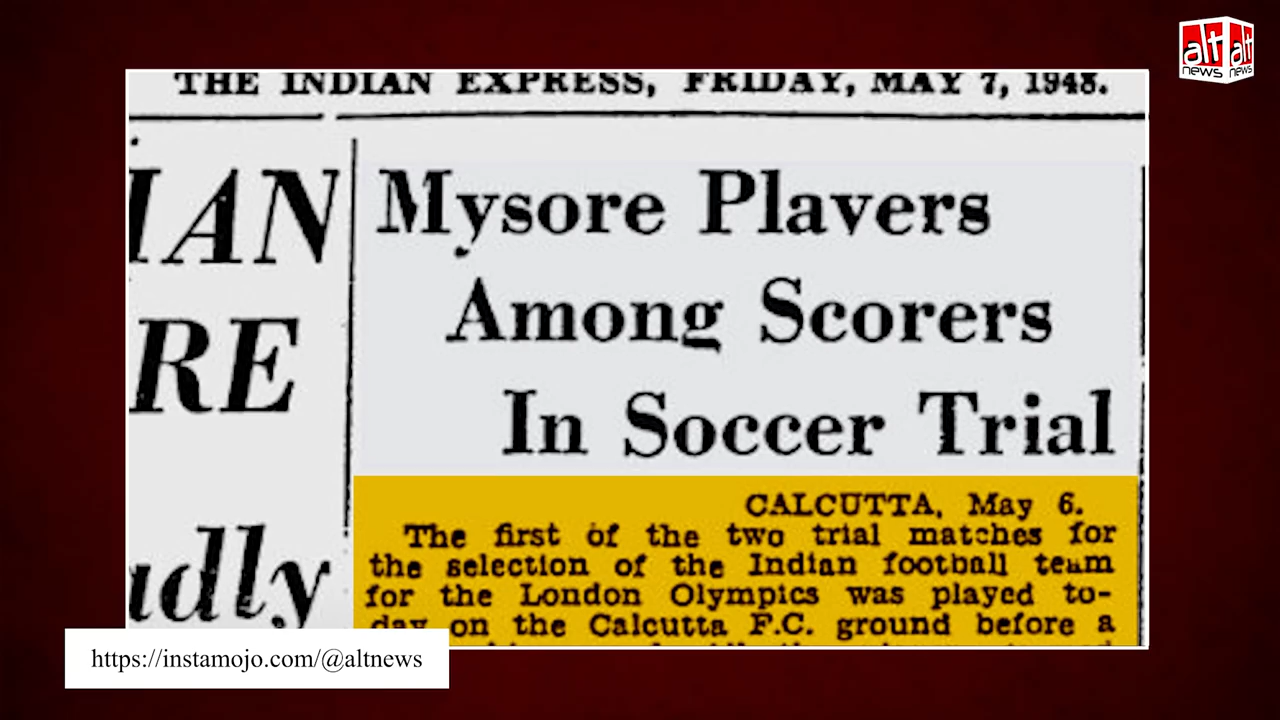 alt alt
news news
THE INDIAN EXPRESS, FRIDAY, MAY 7, 1948.
IAN
RE
adly
Mysore Players
Among Scorers
In Soccer Trial
CALCUTTA, May 6.
The first of the two trial matches for
the selection of the Indian football team
for the London Olympics was played to-
day on the Calcutta F.C. ground before a
https://instamojo.com/@altnews